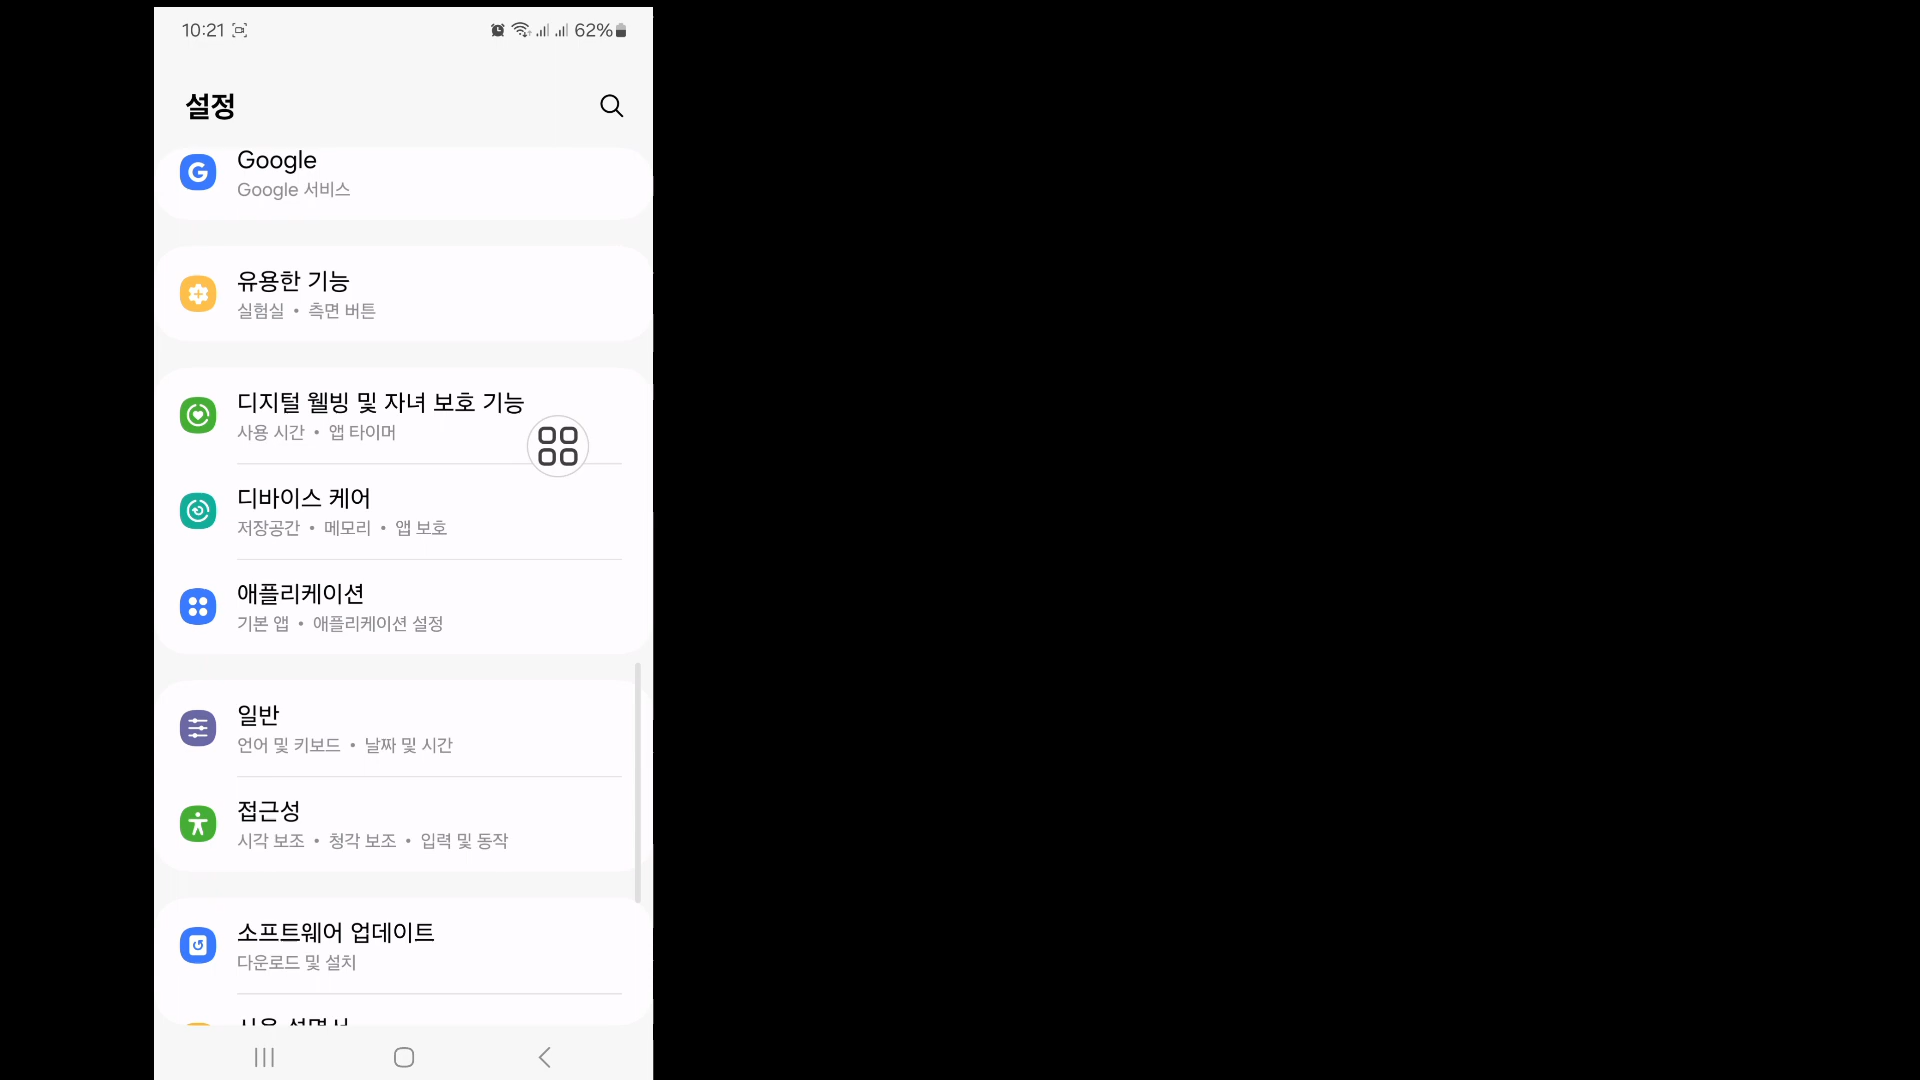 10:21
62%
설정
Google
Google 서비스
유용한 기능
실험실 • 측면 버튼
디지털 웰빙 및 자녀 보호 기능
사용 시간 • 앱 타이머
디바이스 케어
저장공간 • 메모리 • 앱 보호
애플리케이션
기본 앱 • 애플리케이션 설정
일반
언어 및 키보드 • 날짜 및 시간
접근성
시각 보조 • 청각 보조 • 입력 및 동작
소프트웨어 업데이트
다운로드 및 설치
사용 설명서